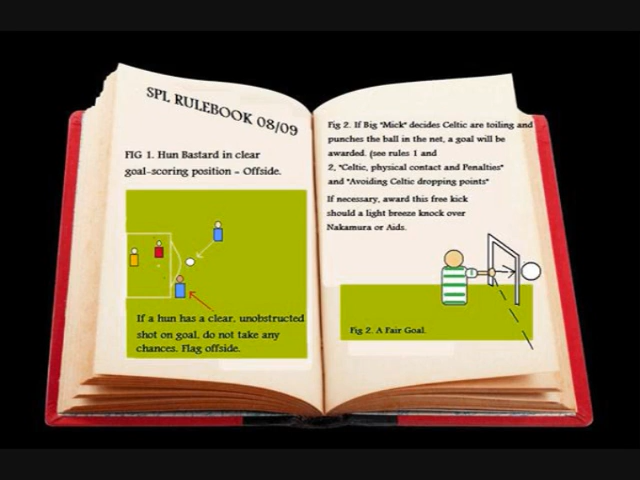 SPL RULEBOOK 08/09
FIG 1. Hun Bastard in clear
goal-scoring position - Offside.
If a hun has a clear, unobstructed
shot on goal, do not take any
chances. Flag offside.
Fig 2. If Big "Mick" decides Celtic are toiling and
punches the ball in the net, a goal will be
awarded. (see rules 1 and
2, "Celtic, physical contact and Penalties"
and "Avoiding Celtic dropping points"
If necessary, award this free kick
should a light breeze knock over
Nakamura or Aids.
Fig 2. A Fair Goal.